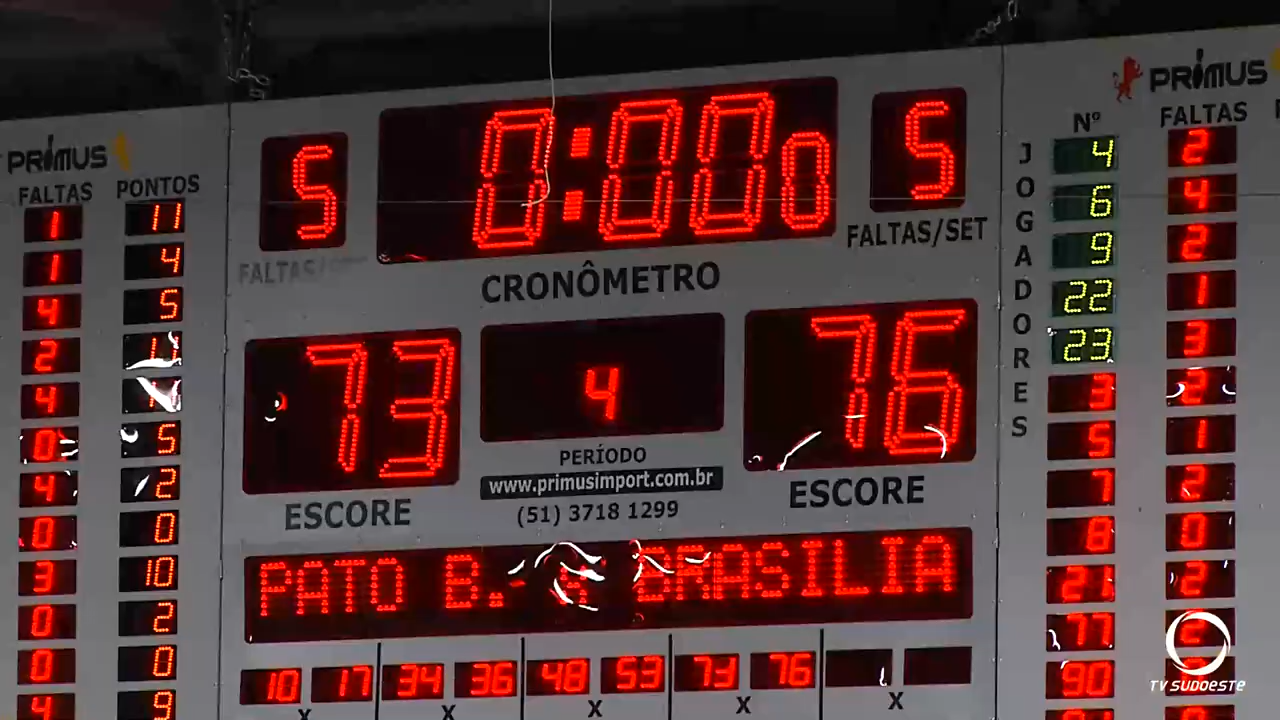 PRIMUS
FALTAS PONTOS
1 11
1 4
4 5
2
4
0 5
4 2
0 0
3 10
0 2
0 0
4 9
5 0:000 5
FALTAS/SET
CRONÔMETRO
73 4 76
PERÍODO
ESCORE ESCORE
www.primusimport.com.br
(51) 3718 1299
PATO B.- BRASILIA
10 17 34 36 48 53 73 76
X X X X X
PRIMUS
JOGADORES
Nº FALTAS
4 2
6 4
9 2
22 1
23 3
3 2
5 1
7 2
8 0
21 2
77
90
TV SUDOESTE